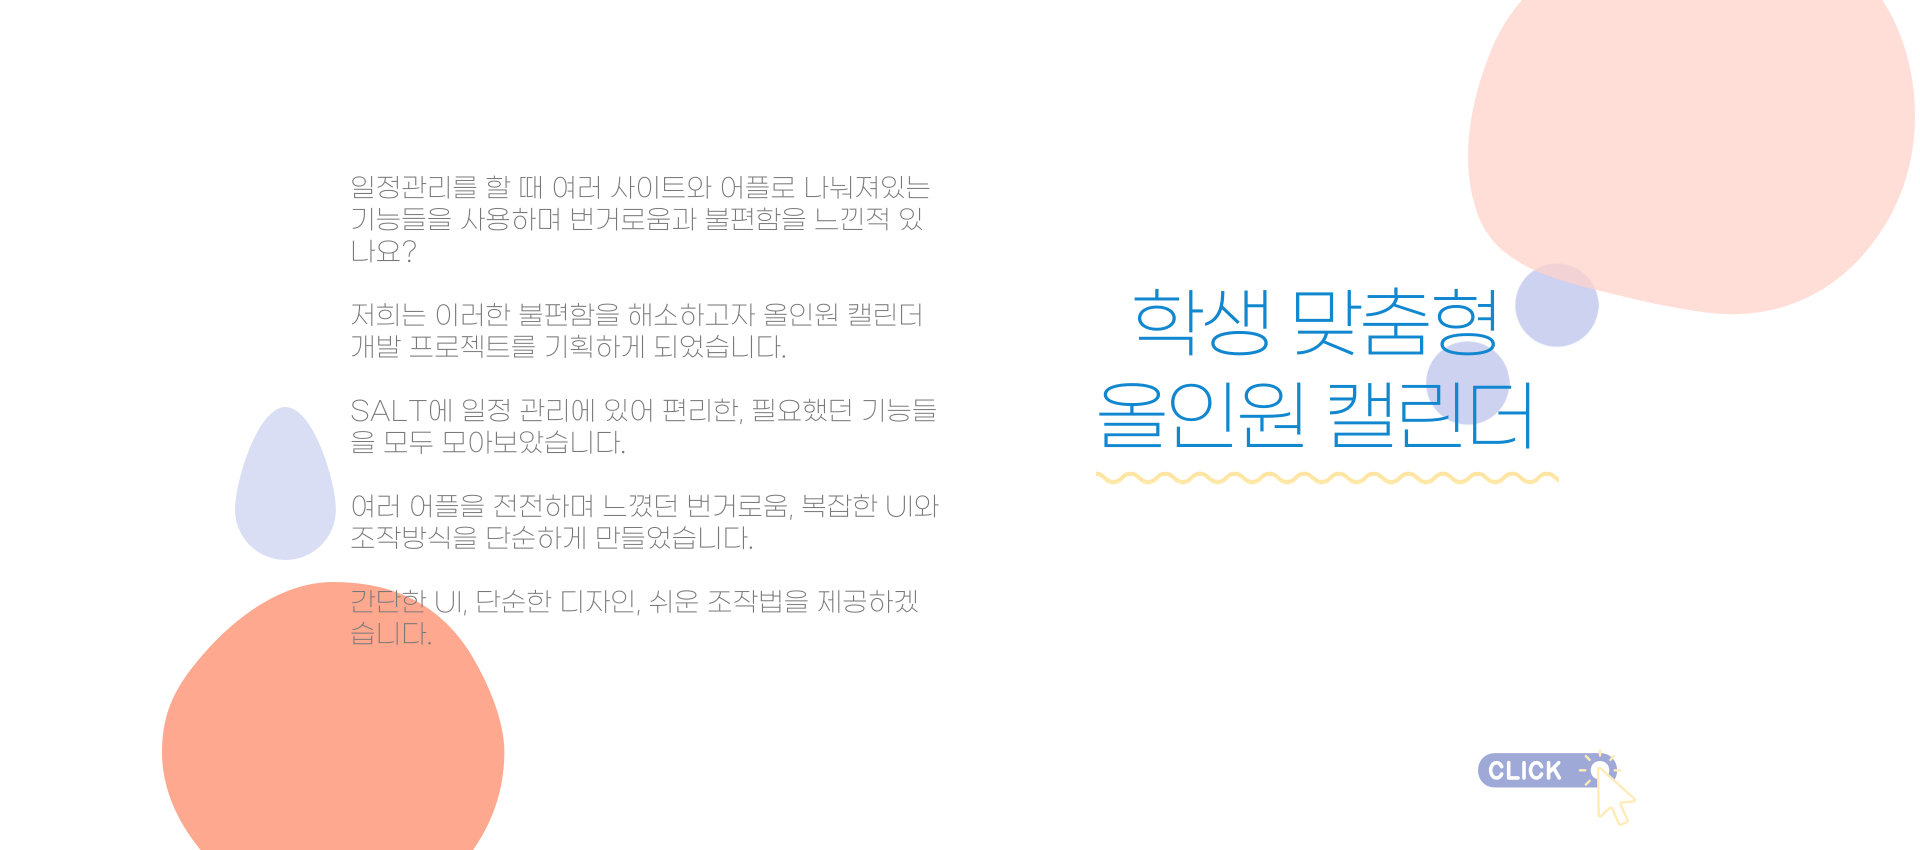 일정관리를 할 때 여러 사이트와 어플로 나눠져있는
기능들을 사용하며 번거로움과 불편함을 느낀적 있
나요?
저희는 이러한 불편함을 해소하고자 올인원 캘린더
개발 프로젝트를 기획하게 되었습니다.
SALT에 일정 관리에 있어 편리한, 필요했던 기능들
을 모두 모아보았습니다.
여러 어플을 전전하며 느꼈던 번거로움, 복잡한 UI와
조작방식을 단순하게 만들었습니다.
간단한 UI, 단순한 디자인, 쉬운 조작법을 제공하겠
습니다.
학생 맞춤형
올인원 캘린더
CLICK